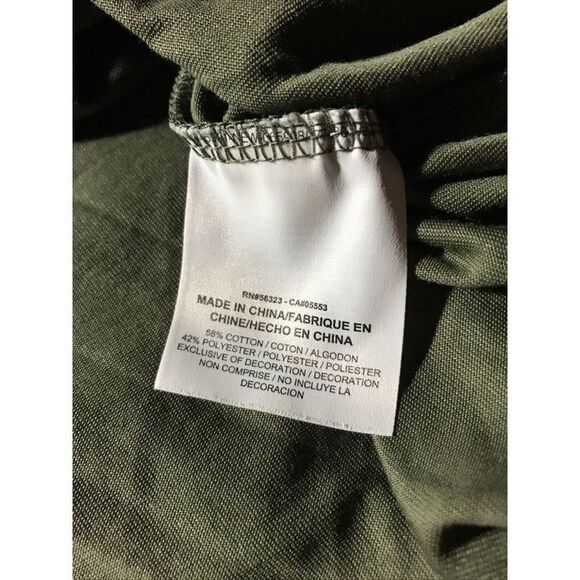 RN#56323 - CA#05553
MADE IN CHINA/FABRIQUE EN
CHINE/HECHO EN CHINA
58% COTTON / COTON / ALGODON
42% POLYESTER / POLYESTER / POLIESTER
EXCLUSIVE OF DECORATION / DECORATION
NON COMPRISE / NO INCLUYE LA
DECORACION